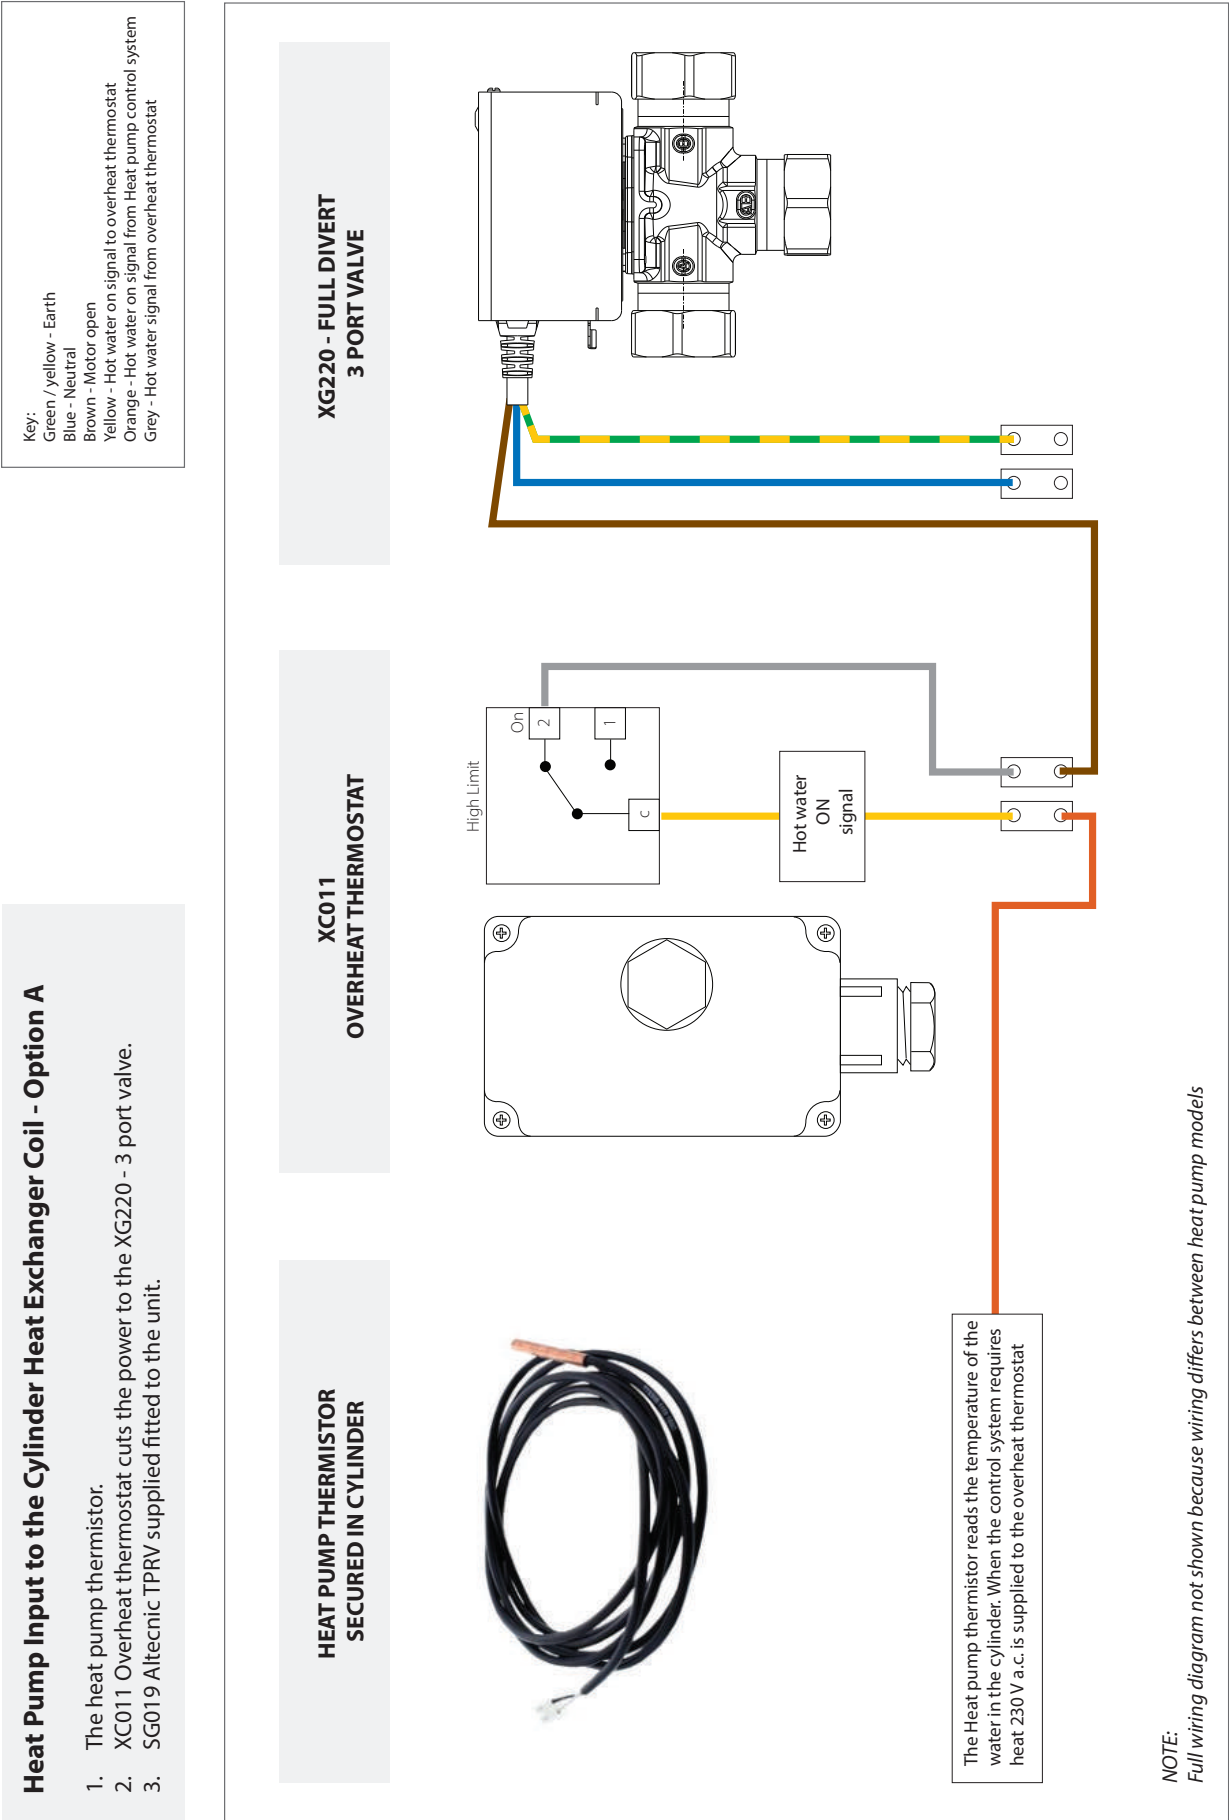 Heat Pump Input to the Cylinder Heat Exchanger Coil - Option A
1. The heat pump thermistor.
2. XC011 Overheat thermostat cuts the power to the XG220 - 3 port valve.
3. SG019 Altecnic TPRV supplied fitted to the unit.
Key:
Green / yellow - Earth
Blue - Neutral
Brown - Motor open
Yellow - Hot water on signal to overheat thermostat
Orange - Hot water on signal from Heat pump control system
Grey - Hot water signal from overheat thermostat
HEAT PUMP THERMISTOR
SECURED IN CYLINDER
XC011
OVERHEAT THERMOSTAT
XG220 - FULL DIVERT
3 PORT VALVE
High Limit
On
2
1
C
Hot water
ON
signal
A
B
AB
The Heat pump thermistor reads the temperature of the
water in the cylinder. When the control system requires
heat 230 V a.c. is supplied to the overheat thermostat
NOTE:
Full wiring diagram not shown because wiring differs between heat pump models